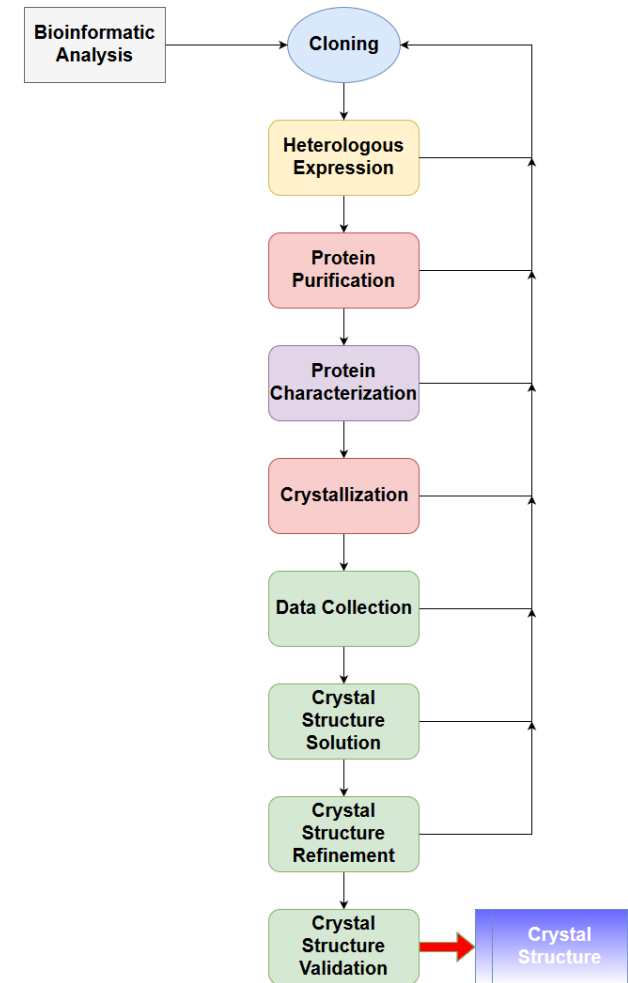 Bioinformatic
Analysis
Cloning
Heterologous
Expression
Protein
Purification
Protein
Characterization
Crystallization
Data Collection
Crystal
Structure
Solution
Crystal
Structure
Refinement
Crystal
Structure
Validation
Crystal
Structure